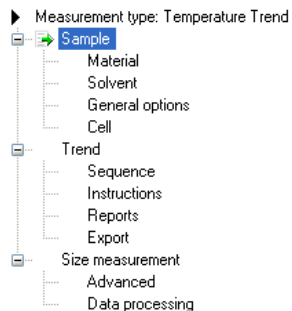 Measurement type: Temperature Trend
Sample
Material
Solvent
General options
Cell
Trend
Sequence
Instructions
Reports
Export
Size measurement
Advanced
Data processing